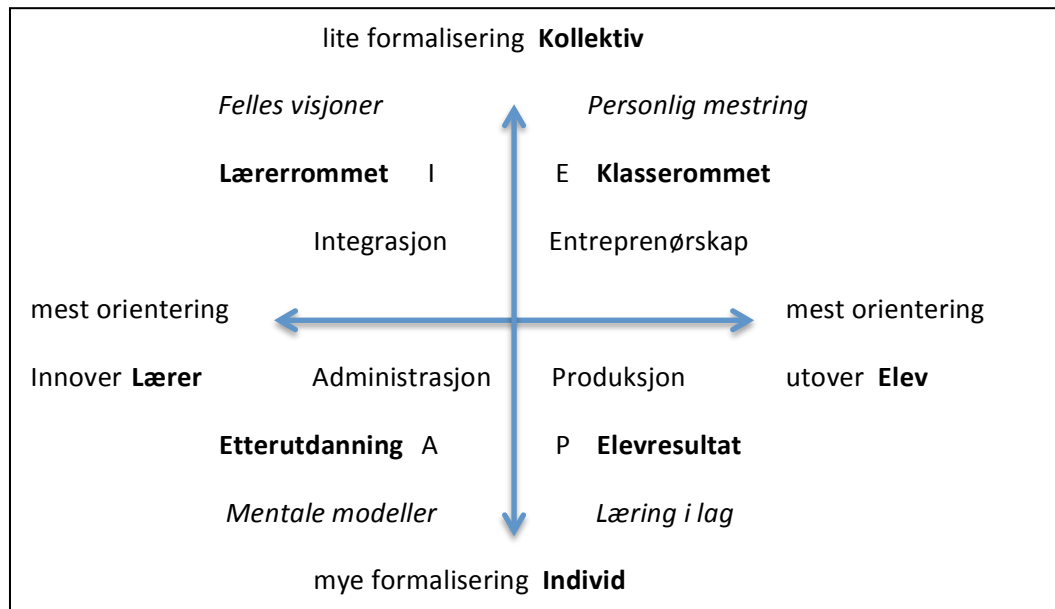 lite formalisering Kollektiv
Felles visjoner Personlig mestring
Lærerrommet I E Klasserommet
Integrasjon Entreprenørskap
mest orientering mest orientering
Innover Lærer Administrasjon Produksjon utover Elev
Etterutdanning A P Elevresultat
Mentale modeller Læring i lag
mye formalisering Individ